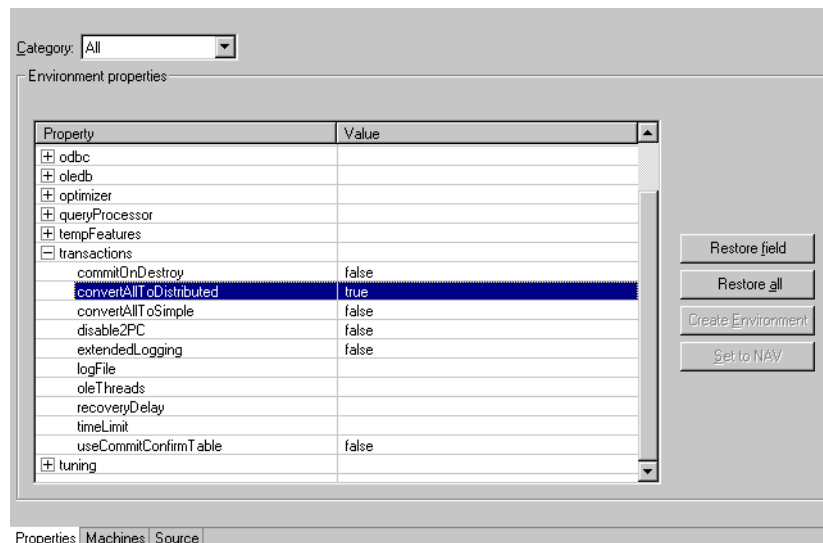 Category: All
Environment properties
Property Value
odbc
oledb
optimizer
queryProcessor
tempFeatures
transactions
commitOnDestroy false
convertAllToDistributed true
convertAllToSimple false
disable2PC false
extendedLogging false
logFile
oleThreads
recoveryDelay
timeLimit
useCommitConfirmTable false
tuning
Restore field
Restore all
Create Environment
Set to NAV
Properties Machines Source